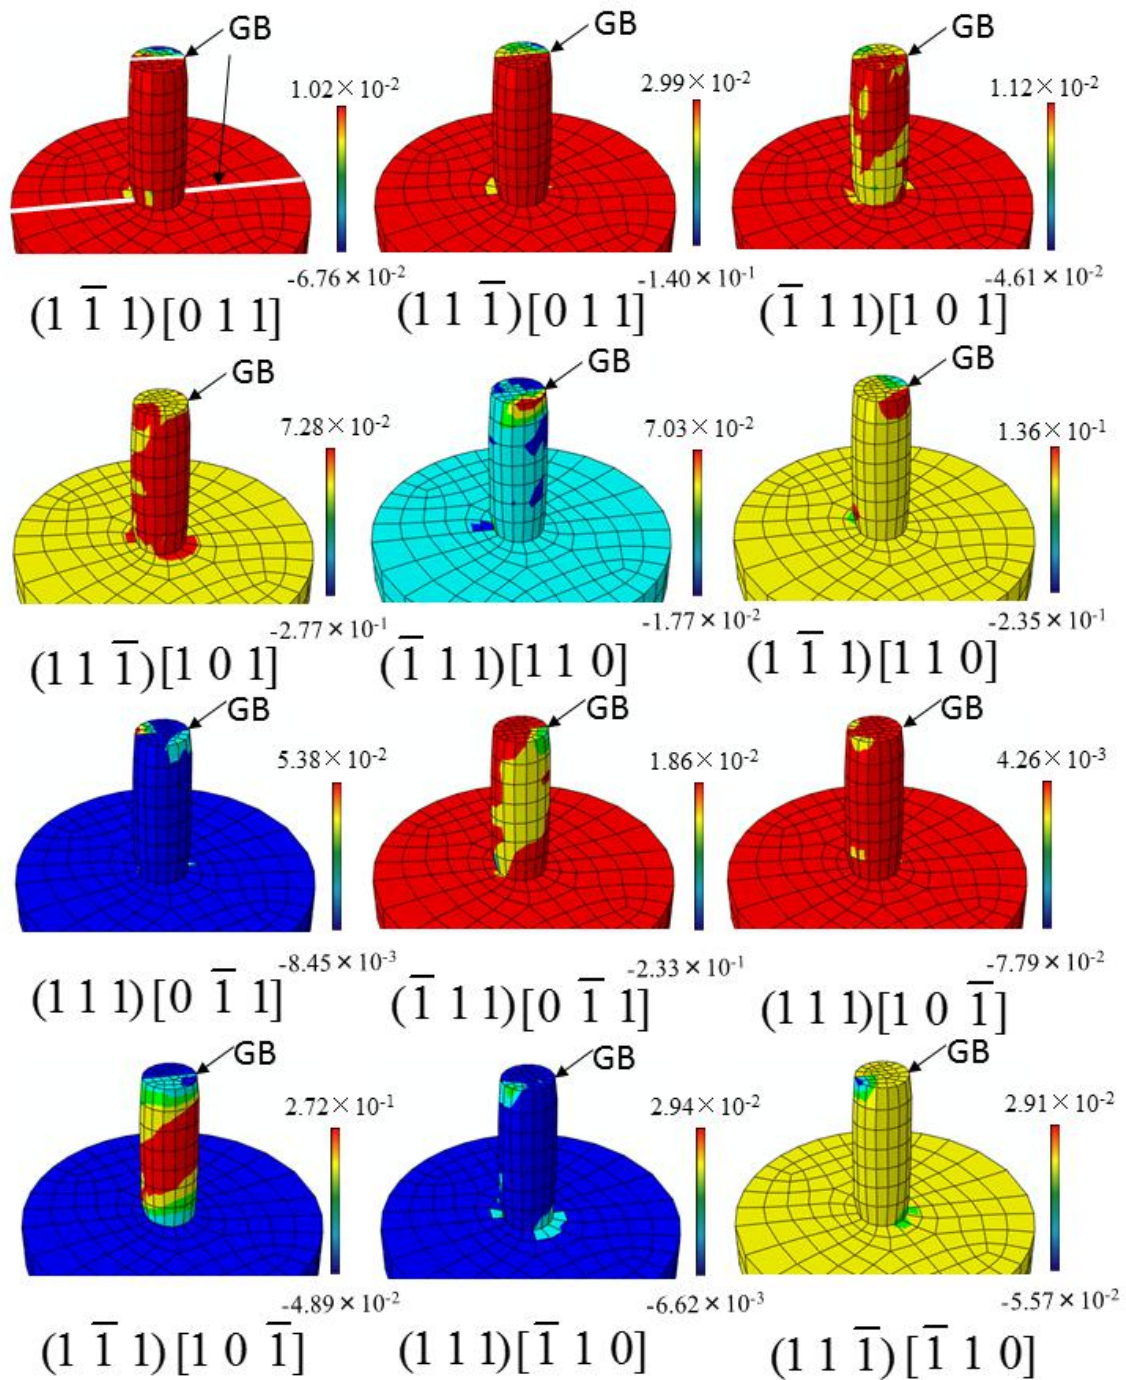 GB GB GB
1.02×10⁻² 2.99×10⁻² 1.12×10⁻²
-6.76×10⁻² -1.40×10⁻¹ -4.61×10⁻²
(1 1̅ 1)[0 1 1] (1 1 1̅)[0 1 1] (1̅ 1 1)[1 0 1]
GB GB GB
7.28×10⁻² 7.03×10⁻² 1.36×10⁻¹
-2.77×10⁻¹ -1.77×10⁻² -2.35×10⁻¹
(1 1 1̅)[1 0 1] (1̅ 1 1)[1 1 0] (1 1̅ 1)[1 1 0]
GB GB GB
5.38×10⁻² 1.86×10⁻² 4.26×10⁻³
-8.45×10⁻³ -2.33×10⁻¹ -7.79×10⁻²
(1 1 1)[0 1̅ 1] (1̅ 1 1)[0 1̅ 1] (1 1 1)[1 0 1̅]
GB GB GB
2.72×10⁻¹ 2.94×10⁻² 2.91×10⁻²
-4.89×10⁻² -6.62×10⁻³ -5.57×10⁻²
(1 1̅ 1)[1 0 1̅] (1 1 1)[1̅ 1 0] (1 1 1̅)[1̅ 1 0]